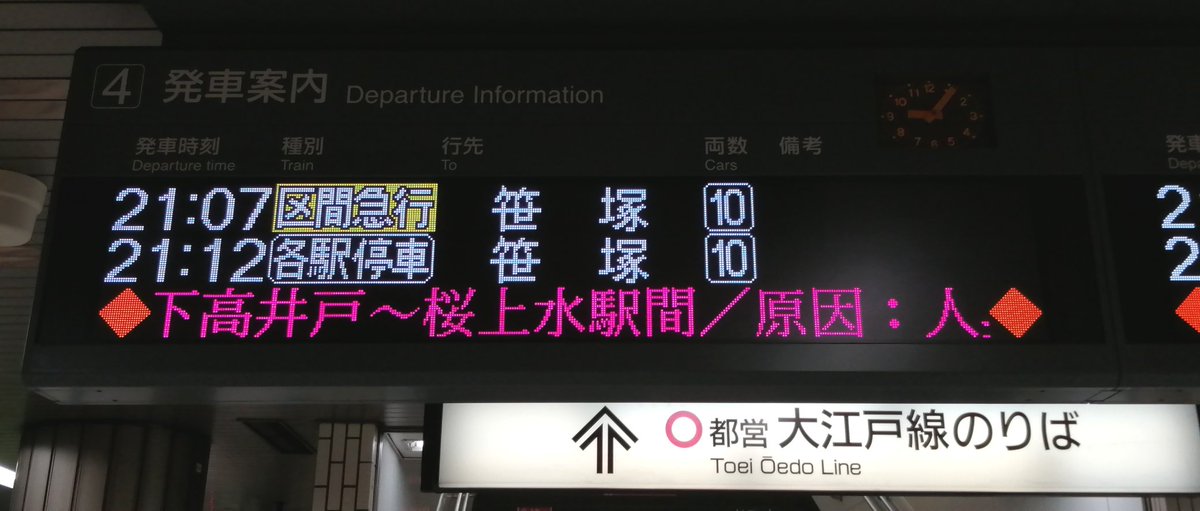 4 発車案内 Departure Information
発車時刻 種別 行先 両数 備考
Departure time Train To Cars
21:07 区間急行 笹塚 10
21:12 各駅停車 笹塚 10
下高井戸～桜上水駅間／原因：人
都営 大江戸線のりば
Toei Ōedo Line